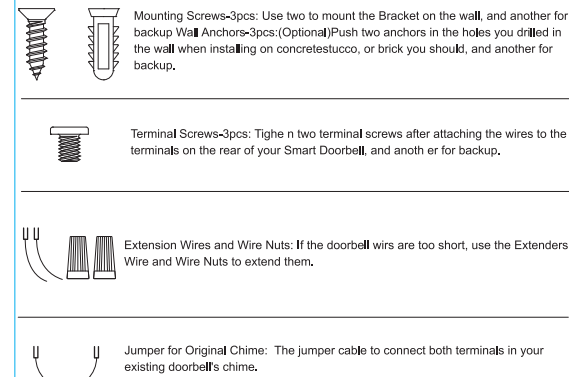 Mounting Screws-3pcs: Use two to mount the Bracket on the wall, and another for
backup Wall Anchors-3pcs:(Optional)Push two anchors in the holes you drilled in
the wall when installing on concretestucco, or brick you should, and another for
backup.
Terminal Screws-3pcs: Tighe n two terminal screws after attaching the wires to the
terminals on the rear of your Smart Doorbell, and anoth er for backup.
Extension Wires and Wire Nuts: If the doorbell wirs are too short, use the Extenders
Wire and Wire Nuts to extend them.
Jumper for Original Chime: The jumper cable to connect both terminals in your
existing doorbell's chime.